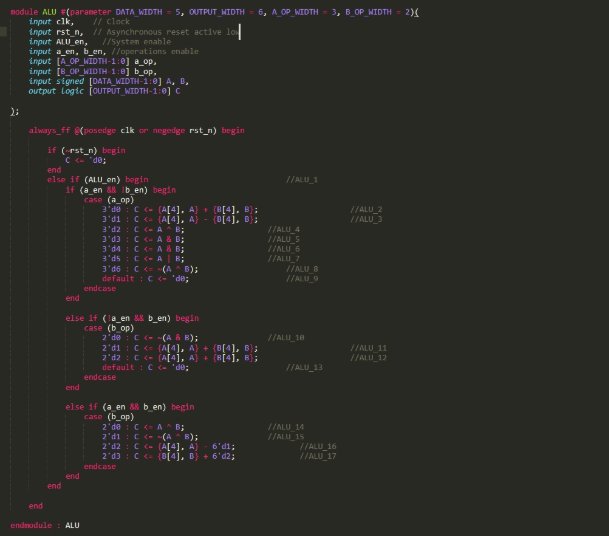 module ALU #(parameter DATA_WIDTH = 5, OUTPUT_WIDTH = 6, A_OP_WIDTH = 3, B_OP_WIDTH = 2)(
input clk, // Clock
input rst_n, // Asynchronous reset active low
input ALU_en, //System enable
input a_en, b_en, //operations enable
input [A_OP_WIDTH-1:0] a_op,
input [B_OP_WIDTH-1:0] b_op,
input signed [DATA_WIDTH-1:0] A, B,
output logic [OUTPUT_WIDTH-1:0] C
);
always_ff @(posedge clk or negedge rst_n) begin
if (~rst_n) begin
C <= 'd0;
end
else if (ALU_en) begin //ALU_1
if (a_en && !b_en) begin
case (a_op)
3'd0 : C <= {A[4], A} + {B[4], B}; //ALU_2
3'd1 : C <= {A[4], A} - {B[4], B}; //ALU_3
3'd2 : C <= A ^ B; //ALU_4
3'd3 : C <= A & B; //ALU_5
3'd4 : C <= A & B; //ALU_6
3'd5 : C <= A | B; //ALU_7
3'd6 : C <= ~(A ^ B); //ALU_8
default : C <= 'd0; //ALU_9
endcase
end
else if (!a_en && b_en) begin
case (b_op)
2'd0 : C <= ~(A & B); //ALU_10
2'd1 : C <= {A[4], A} + {B[4], B}; //ALU_11
2'd2 : C <= {A[4], A} + {B[4], B}; //ALU_12
default : C <= 'd0; //ALU_13
endcase
end
else if (a_en && b_en) begin
case (b_op)
2'd0 : C <= A ^ B; //ALU_14
2'd1 : C <= ~(A ^ B); //ALU_15
2'd2 : C <= {A[4], A} - 6'd1; //ALU_16
2'd3 : C <= {B[4], B} + 6'd2; //ALU_17
endcase
end
end
end
endmodule : ALU